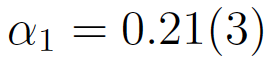 α₁ = 0.21(3)